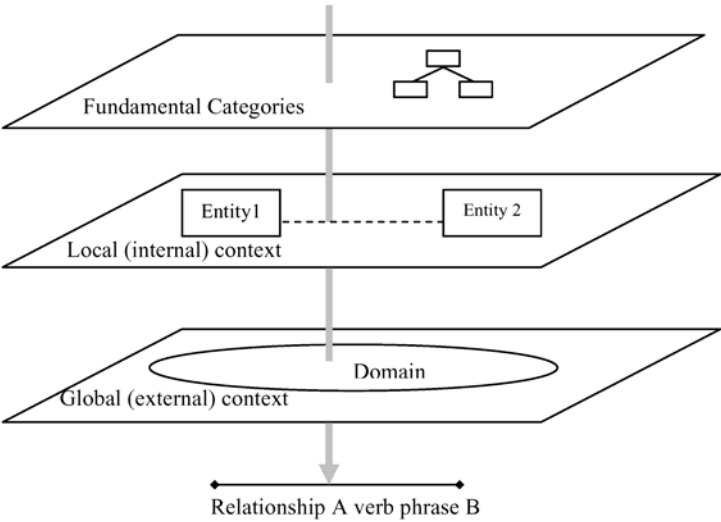 Fundamental Categories
Entity1
Entity 2
Local (internal) context
Domain
Global (external) context
Relationship A verb phrase B